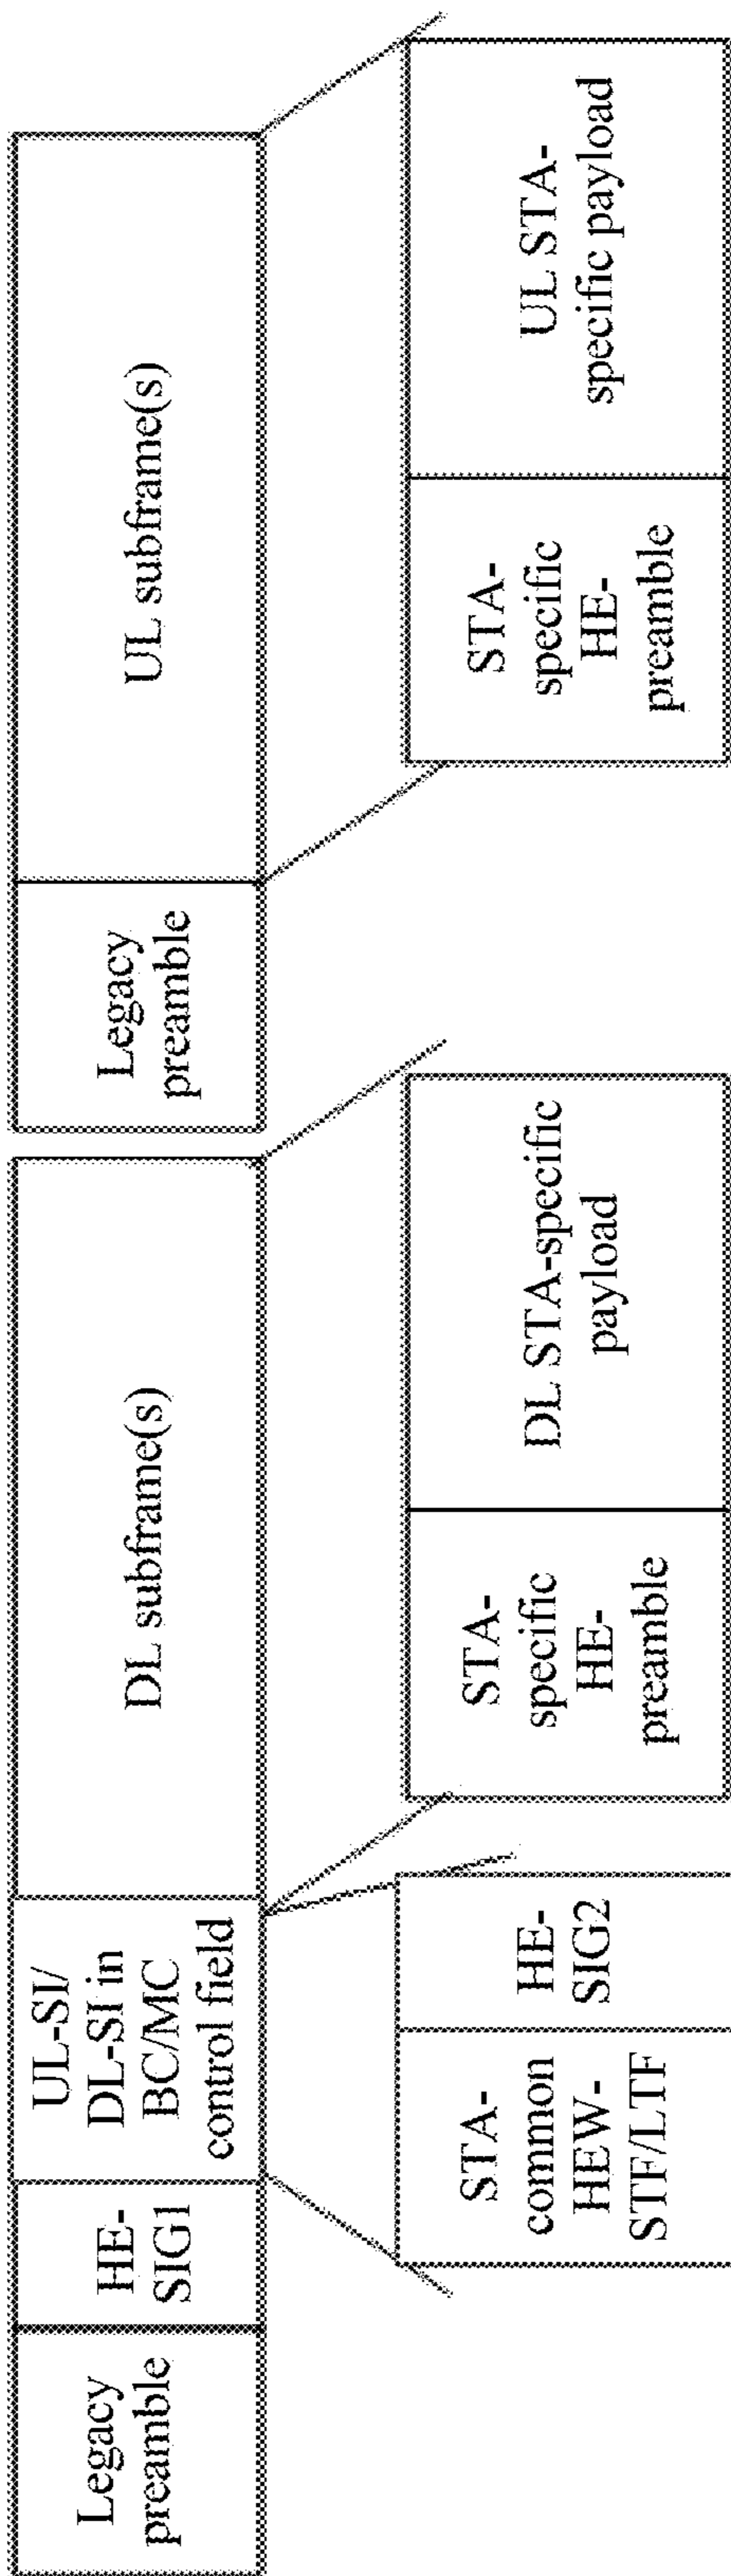 Legacy
preamble
HE-
SIG1
UL-SI/
DL-SI in
BC/MC
control field
DL subframe(s)
Legacy
preamble
UL subframe(s)
STA-
common
HEW-
STF/LTF
HE-
SIG2
STA-
specific
HE-
preamble
DL STA-specific
payload
STA-
specific
HE-
preamble
UL STA-
specific payload